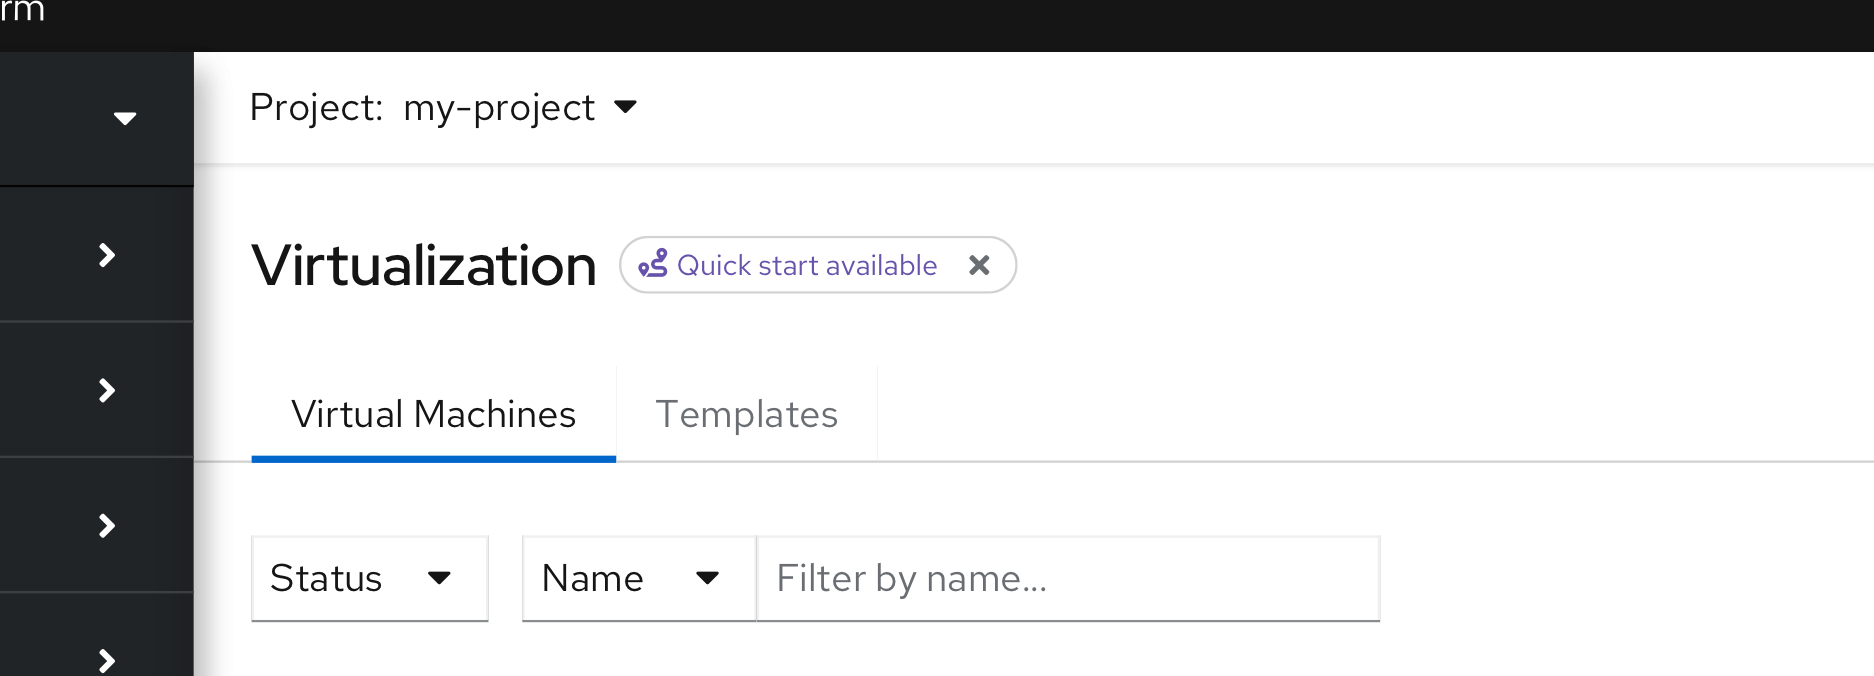 rm
Project: my-project
Virtualization Quick start available
Virtual Machines Templates
Status Name Filter by name...